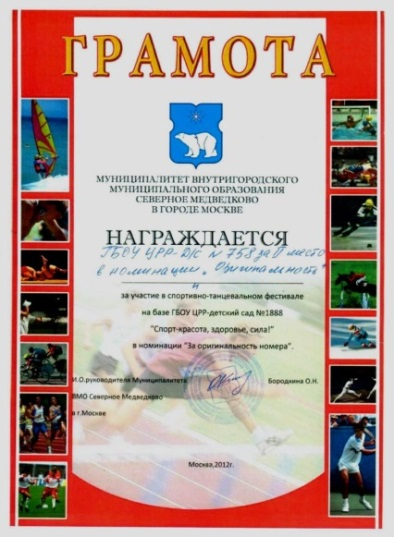 ГРАМОТА
МУНИЦИПАЛИТЕТ ВНУТРИГОРОДСКОГО
МУНИЦИПАЛЬНОГО ОБРАЗОВАНИЯ
СЕВЕРНОЕ МЕДВЕДКОВО
В ГОРОДЕ МОСКВЕ
НАГРАЖДАЕТСЯ
ГБОУ ЦРР-Д/С N 758 за II место
в номинации "Оригинальность"
за участие в спортивно-танцевальном фестивале
на базе ГБОУ ЦРР-детский сад №1888
"Спорт-красота, здоровье, сила!"
в номинации "За оригинальность номера".
И.О.руководителя Муниципалитета Бородкина О.Н.
ВМО Северное Медведково
в г.Москве
Москва,2012г.